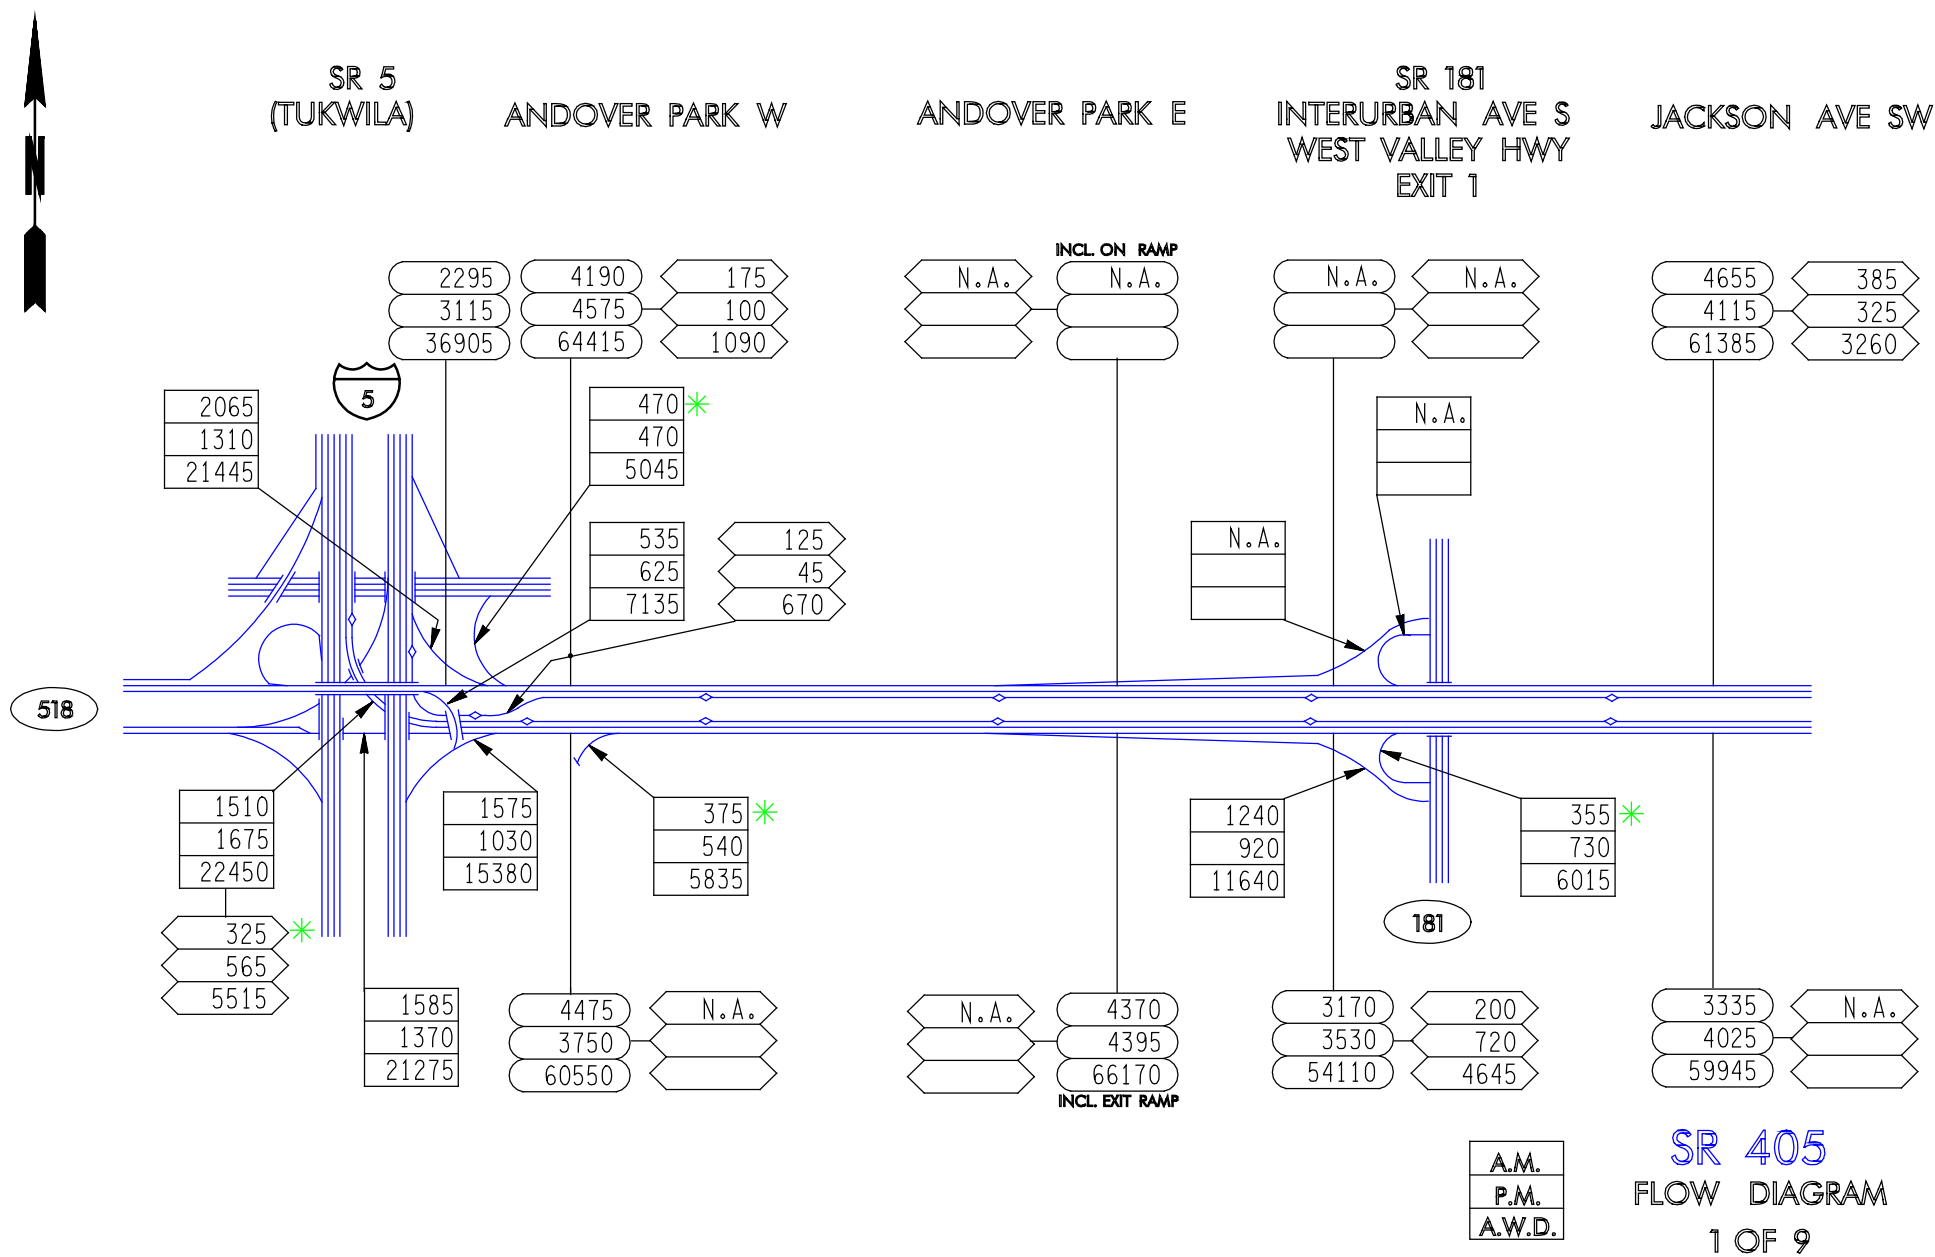 N
SR 5
(TUKWILA)
ANDOVER PARK W
ANDOVER PARK E
SR 181
INTERURBAN AVE S
WEST VALLEY HWY
EXIT 1
JACKSON AVE SW
2295
3115
36905
4190
4575
64415
175
100
1090
N.A.
INCL. ON RAMP
N.A.
N.A.
N.A.
4655
4115
61385
385
325
3260
5
2065
1310
21445
470
470
5045
535
625
7135
125
45
670
N.A.
N.A.
518
1510
1675
22450
325
565
5515
1585
1370
21275
1575
1030
15380
375
540
5835
1240
920
11640
355
730
6015
181
4475
3750
60550
N.A.
N.A.
4370
4395
66170
INCL. EXIT RAMP
3170
3530
54110
200
720
4645
3335
4025
59945
N.A.
A.M.
P.M.
A.W.D.
SR 405
FLOW DIAGRAM
1 OF 9